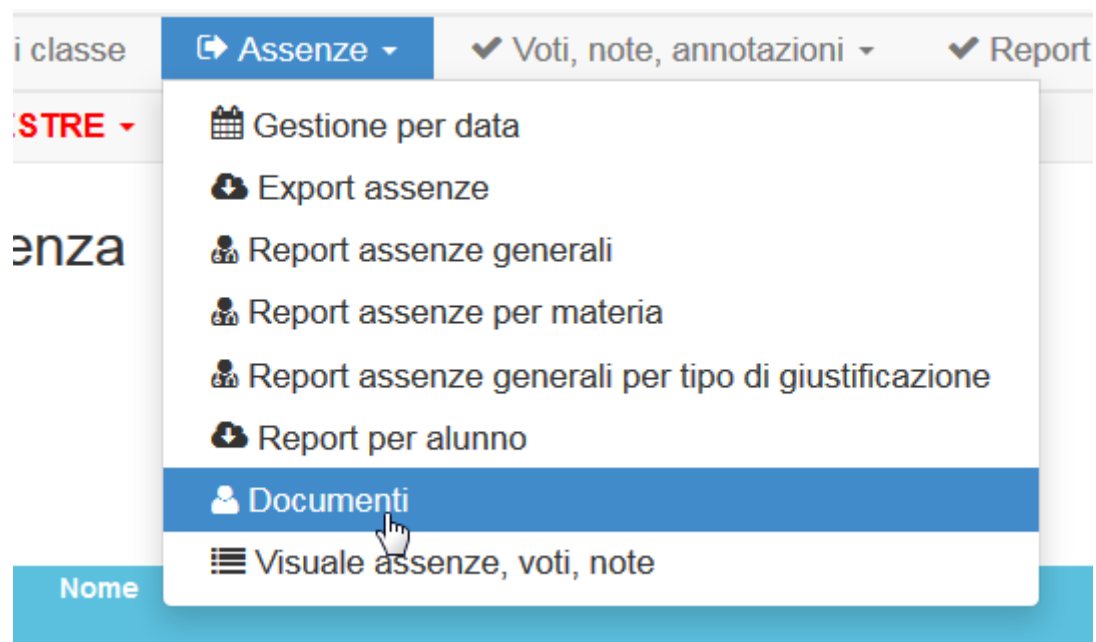 i classe Assenze Voti, note, annotazioni Report
STRE
Gestione per data
Export assenze
enza
Report assenze generali
Report assenze per materia
Report assenze generali per tipo di giustificazione
Report per alunno
Documenti
Visuale assenze, voti, note
Nome